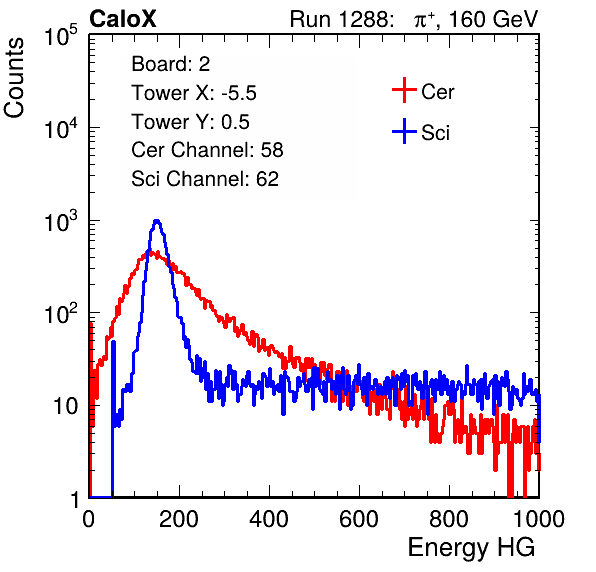 CaloX Run 1288: π⁺, 160 GeV
Board: 2
Tower X: -5.5
Tower Y: 0.5
Cer Channel: 58
Sci Channel: 62
Cer
Sci
Counts
10⁵
10⁴
10³
10²
10
1
0 200 400 600 800 1000
Energy HG